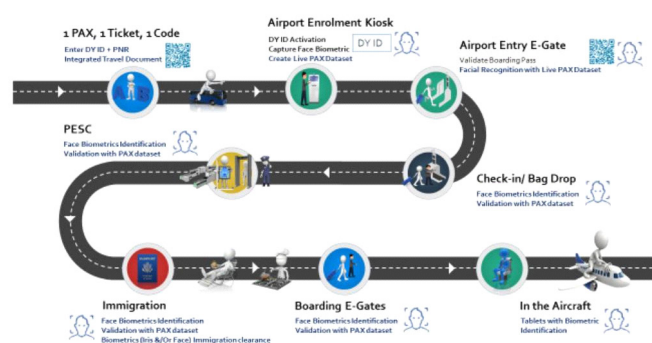 1 PAX, 1 Ticket, 1 Code
Enter DY ID + PNR
Integrated Travel Document
Airport Enrolment Kiosk
DY ID Activation
Capture Face Biometric
Create Live PAX Dataset
DY ID
Airport Entry E-Gate
Validate Boarding Pass
Facial Recognition with Live PAX Dataset
PESC
Face Biometrics Identification
Validation with PAX dataset
Check-in/ Bag Drop
Face Biometrics Identification
Validation with PAX dataset
Immigration
Face Biometrics Identification
Validation with PAX dataset
Biometrics (Iris &/Or Face) Immigration clearance
Boarding E-Gates
Face Biometrics Identification
Validation with PAX dataset
In the Aircraft
Tablets with Biometric
Identification